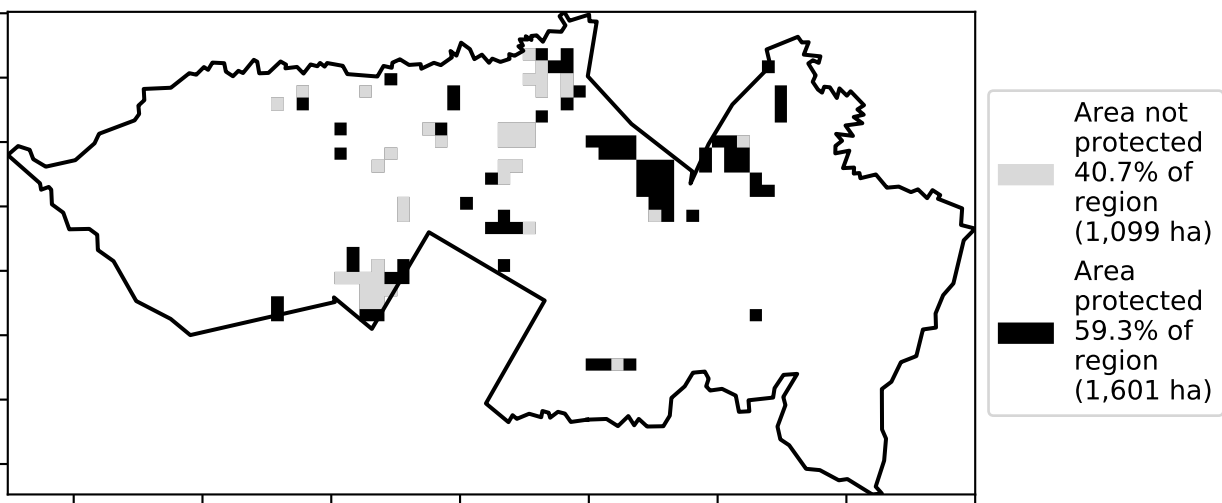 Area not
protected
40.7% of
region
(1,099 ha)
Area
protected
59.3% of
region
(1,601 ha)